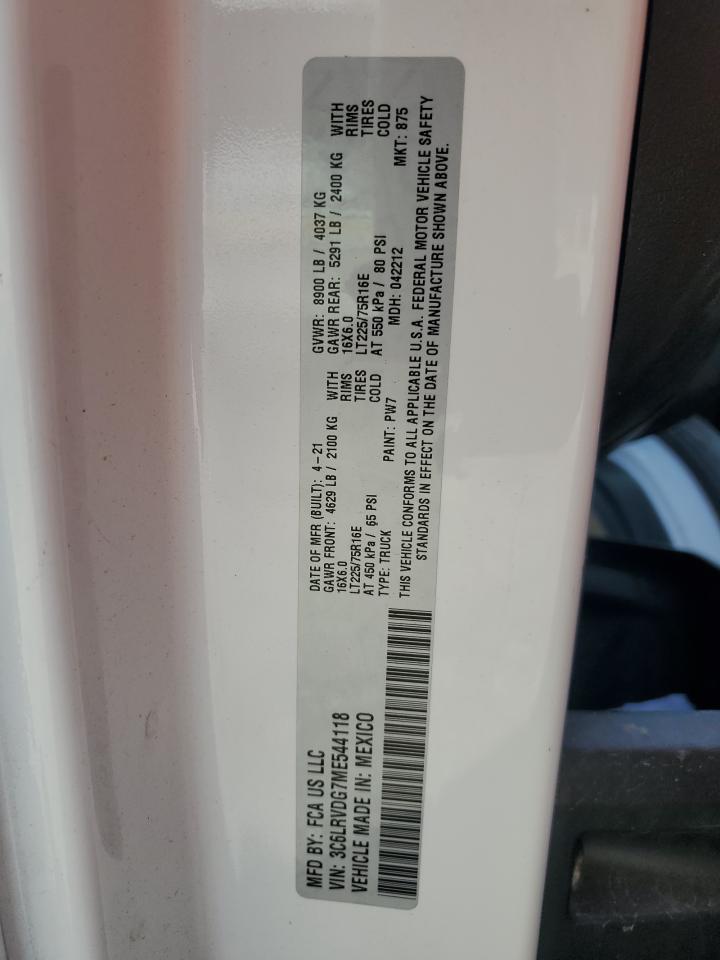 MFD BY: FCA US LLC
VIN: 3C6LRVDG7ME544118
VEHICLE MADE IN: MEXICO
DATE OF MFR (BUILT): 4-21 GVWR: 8900 LB / 4037 KG
GAWR FRONT: 4629 LB / 2100 KG WITH GAWR REAR: 5291 LB / 2400 KG WITH
16X6.0 RIMS 16X6.0 RIMS
LT225/75R16E TIRES LT225/75R16E TIRES
AT 450 kPa / 65 PSI COLD AT 550 kPa / 80 PSI COLD
TYPE: TRUCK PAINT: PW7 MDH: 042212 MKT: 875
THIS VEHICLE CONFORMS TO ALL APPLICABLE U.S.A. FEDERAL MOTOR VEHICLE SAFETY
STANDARDS IN EFFECT ON THE DATE OF MANUFACTURE SHOWN ABOVE.